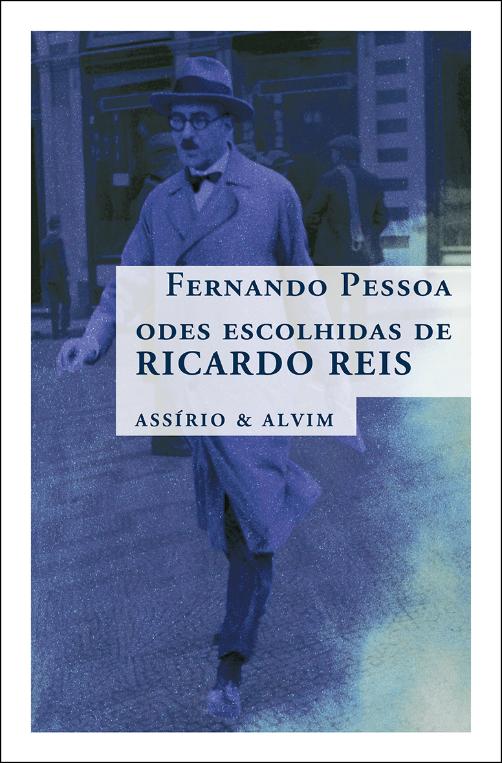 FERNANDO PESSOA
ODES ESCOLHIDAS DE
RICARDO REIS
ASSÍRIO & ALVIM